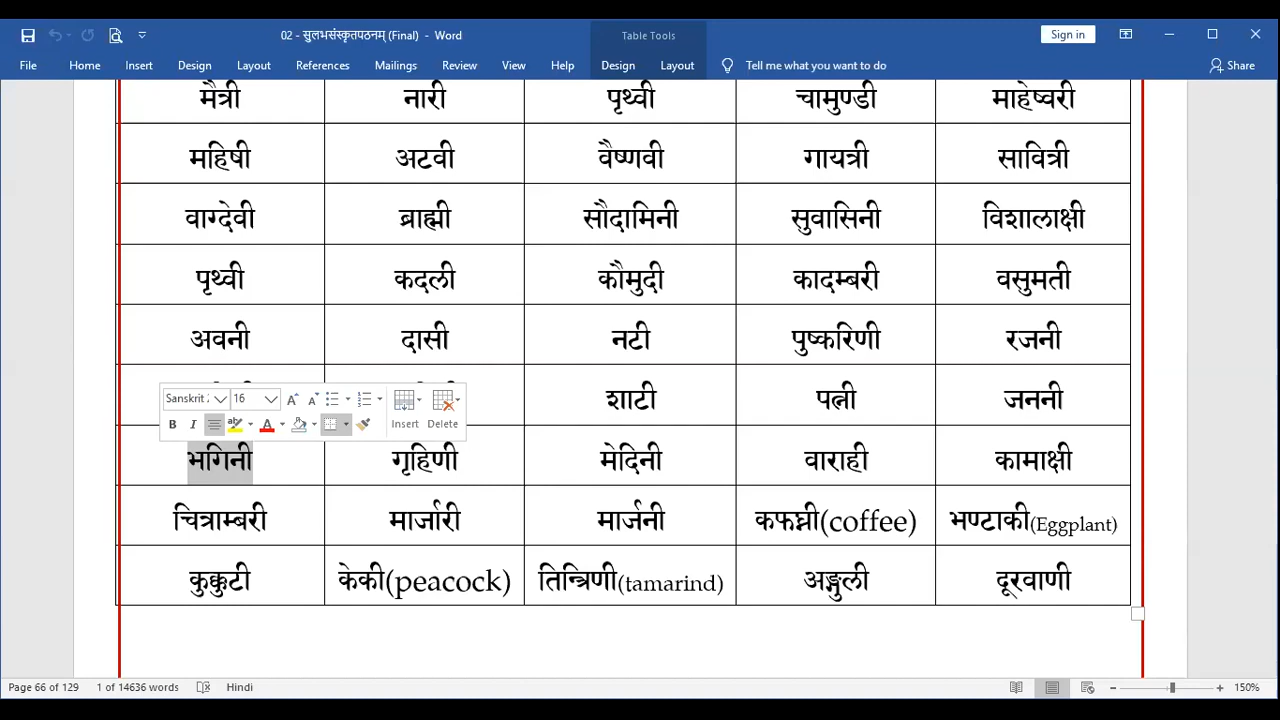 02 - सुलभसंस्कृतपठनम् (Final) - Word
Table Tools
Sign in
File Home Insert Design Layout References Mailings Review View Help Design Layout Tell me what you want to do Share
मैत्री नारी पृथ्वी चामुण्डी माहेष्वरी
महिषी अटवी वैष्णवी गायत्री सावित्री
वाग्देवी ब्राह्मी सौदामिनी सुवासिनी विशालाक्षी
पृथ्वी कदली कौमुदी कादम्बरी वसुमती
अवनी दासी नटी पुष्करिणी रजनी
शाटी पत्नी जननी
Sanskrit 16
Insert Delete
भगिनी गृहिणी मेदिनी वाराही कामाक्षी
चित्राम्बरी मार्जारी मार्जनी कफघ्नी(coffee) भण्टाकी(Eggplant)
कुक्कुटी केकी(peacock) तिन्त्रिणी(tamarind) अङ्गुली दूरवाणी
Page 66 of 129 1 of 14636 words Hindi 150%